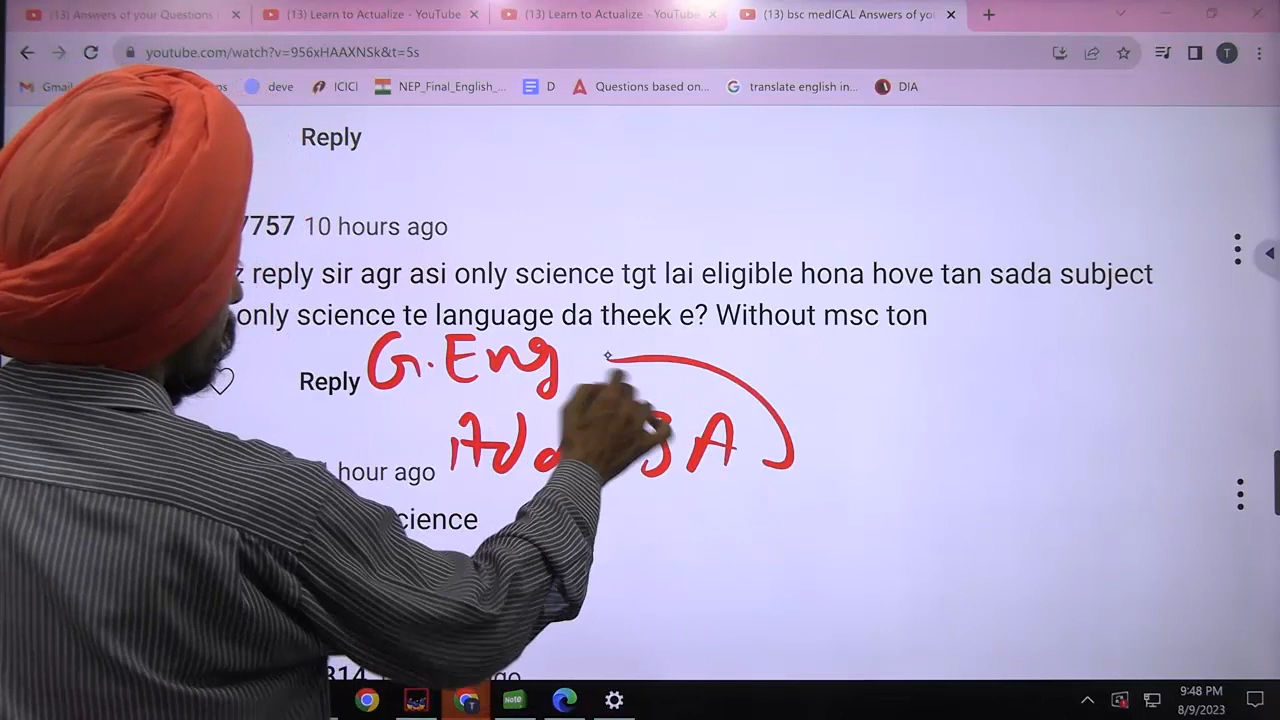 (13) Answers of your Questions
(13) Learn to Actualize - YouTube
(13) Learn to Actualize - YouTube
(13) bsc medICAL Answers of you
youtube.com/watch?v=956xHAAXNSk&t=5s
T
Gmail
deve
ICICI
NEP_Final_English_...
D
Questions based on...
translate english in...
DIA
Reply
7757 10 hours ago
reply sir agr asi only science tgt lai eligible hona hove tan sada subject
only science te language da theek e? Without msc ton
G.Eng
Reply
A
hour ago
314
Note
9:48 PM
8/9/2023